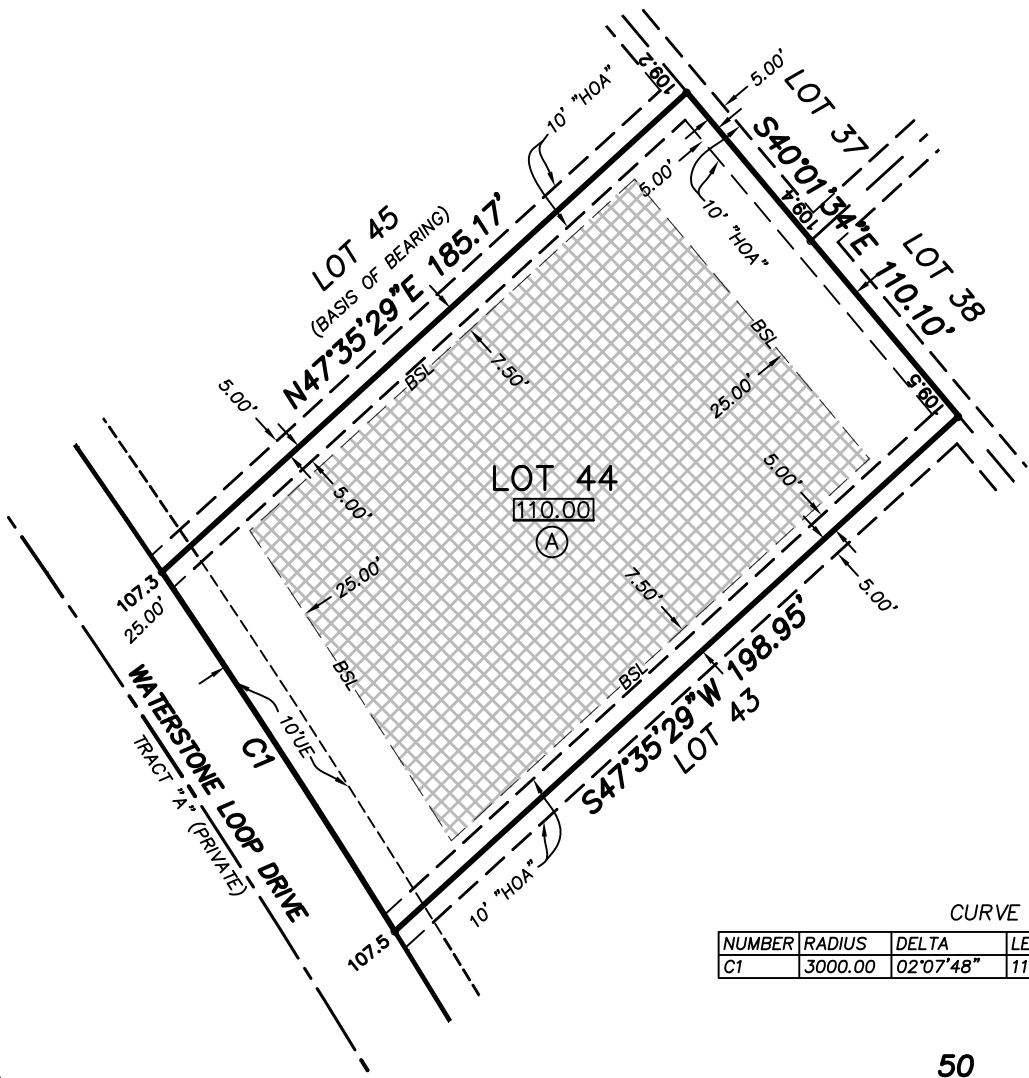 109.2
5.00'
LOT 37
10' "HOA"
S40°01'34"E 110.10'
109.4
5.00'
10' "HOA"
LOT 38
LOT 45
(BASIS OF BEARING)
N47°35'29"E 185.17'
BSL
7.50'
BSL
25.00'
109.5
5.00'
5.00'
LOT 44
110.00
A
5.00'
5.00'
25.00'
7.50'
107.3
25.00'
BSL
BSL
S47°35'29"W 198.95'
LOT 43
WATERSTONE LOOP DRIVE
TRACT "A" (PRIVATE)
C1
10'UE
10' "HOA"
107.5
CURVE
NUMBER RADIUS DELTA LE
C1 3000.00 02°07'48" 11
50